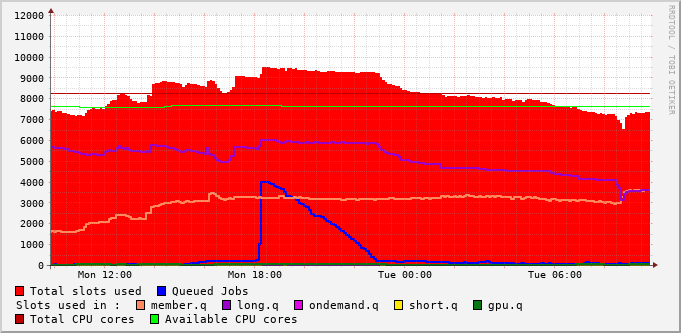 12000
11000
10000
9000
8000
7000
6000
5000
4000
3000
2000
1000
0
Mon 12:00 Mon 18:00 Tue 00:00 Tue 06:00
RRDTOOL / TOBI OETIKER
Total slots used Queued Jobs
Slots used in : member.q long.q ondemand.q short.q gpu.q
Total CPU cores Available CPU cores